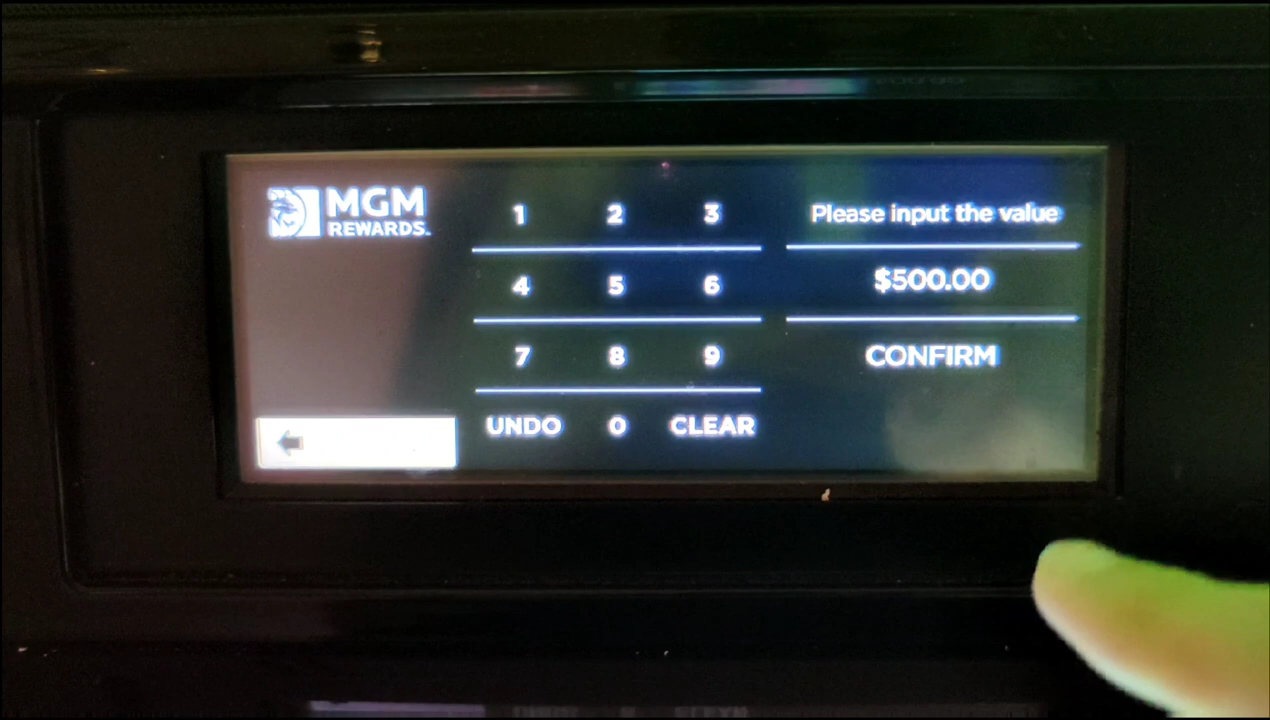 MGM
REWARDS.
1 2 3
4 5 6
7 8 9
UNDO 0 CLEAR
Please input the value
$500.00
CONFIRM